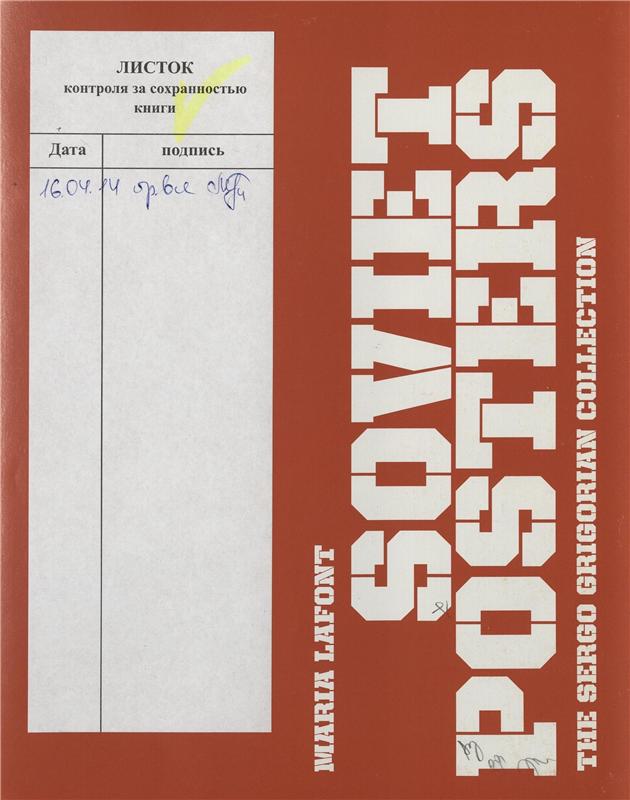 ЛИСТОК
контроля за сохранностью
книги
Дата подпись
16.04.14
MARIA LAFONT
SOVIET
POSTERS
THE SERGO GRIGORIAN COLLECTION